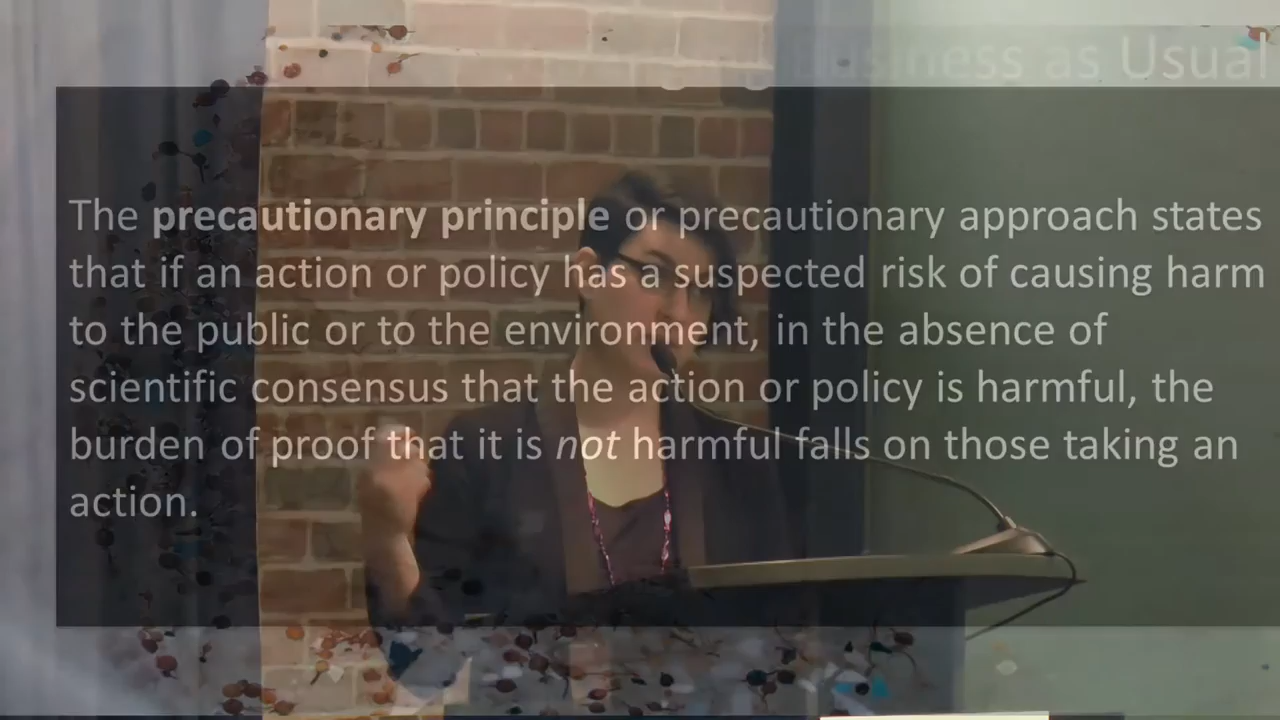 Business as Usual
The precautionary principle or precautionary approach states
that if an action or policy has a suspected risk of causing harm
to the public or to the environment, in the absence of
scientific consensus that the action or policy is harmful, the
burden of proof that it is not harmful falls on those taking an
action.